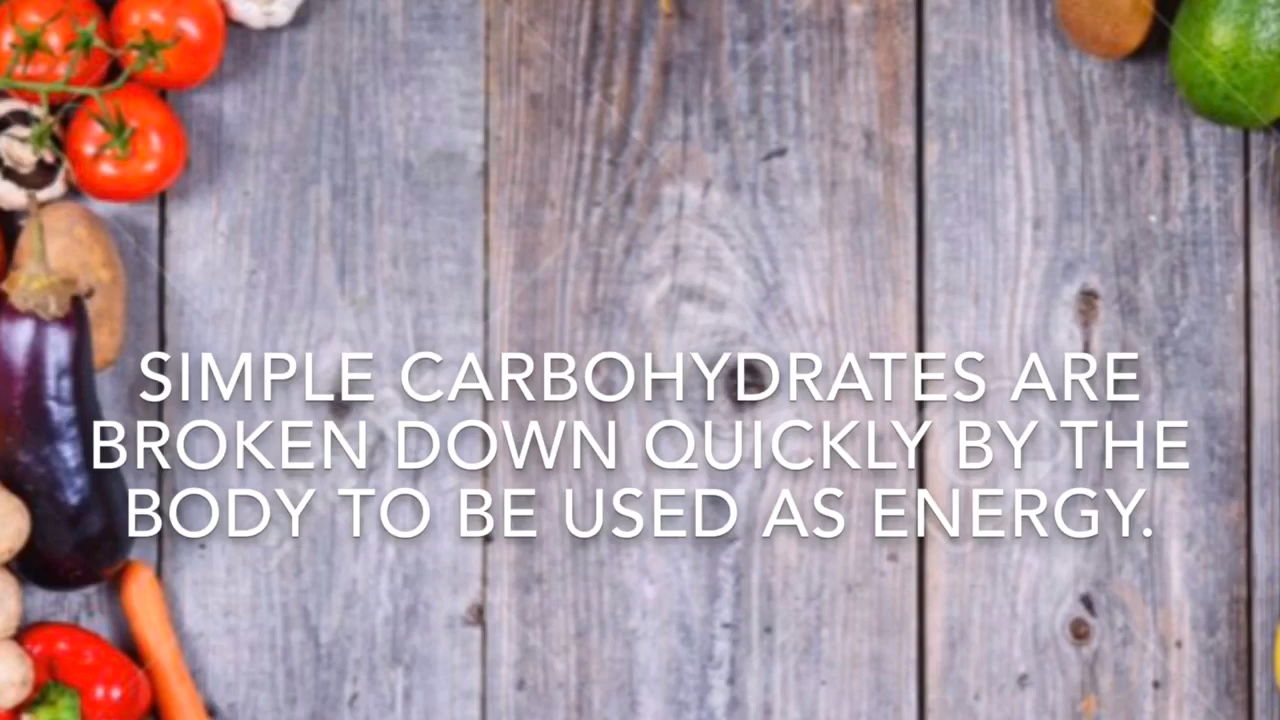 SIMPLE CARBOHYDRATES ARE
BROKEN DOWN QUICKLY BY THE
BODY TO BE USED AS ENERGY.